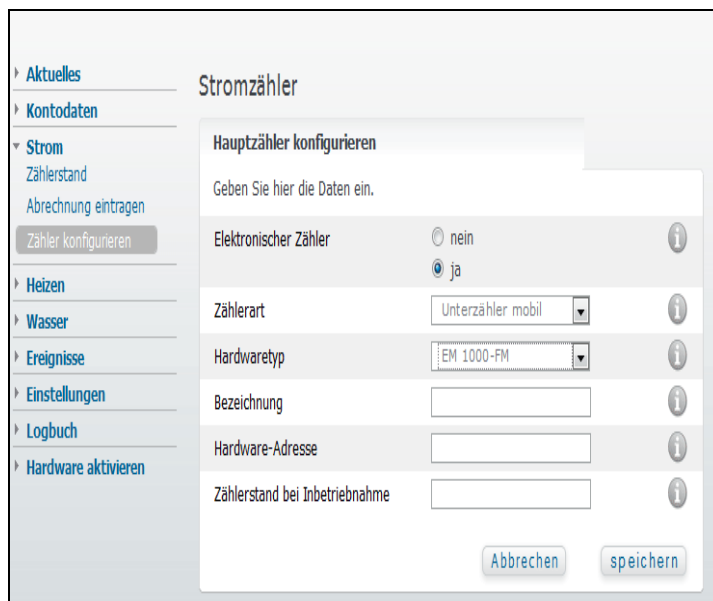 Aktuelles
Kontodaten
Strom
Zählerstand
Abrechnung eintragen
Zähler konfigurieren
Heizen
Wasser
Ereignisse
Einstellungen
Logbuch
Hardware aktivieren
Stromzähler
Hauptzähler konfigurieren
Geben Sie hier die Daten ein.
Elektronischer Zähler
nein
ja
Zählerart
Unterzähler mobil
Hardwaretyp
EM 1000-FM
Bezeichnung
Hardware-Adresse
Zählerstand bei Inbetriebnahme
Abbrechen
speichern